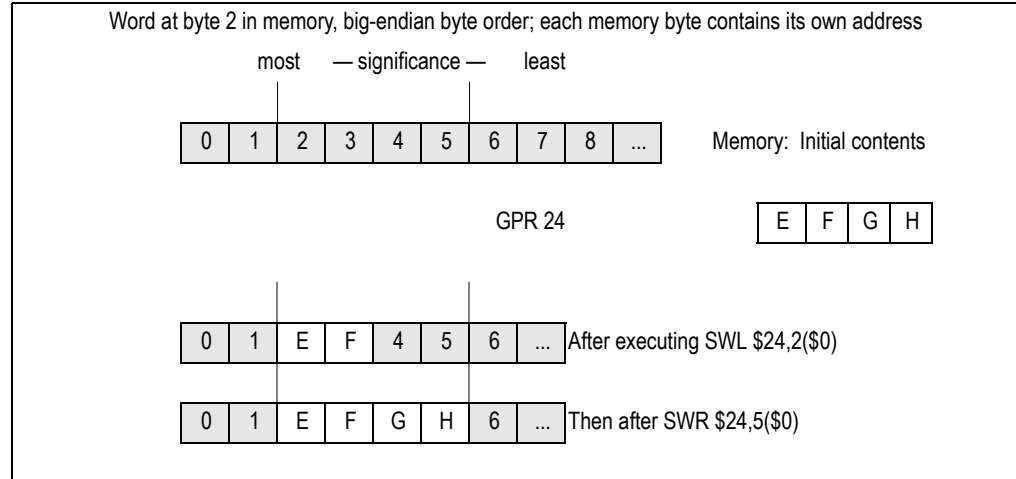 Word at byte 2 in memory, big-endian byte order; each memory byte contains its own address
most — significance — least
0 1 2 3 4 5 6 7 8 ... Memory: Initial contents
GPR 24 E F G H
0 1 E F 4 5 6 ... After executing SWL $24,2($0)
0 1 E F G H 6 ... Then after SWR $24,5($0)